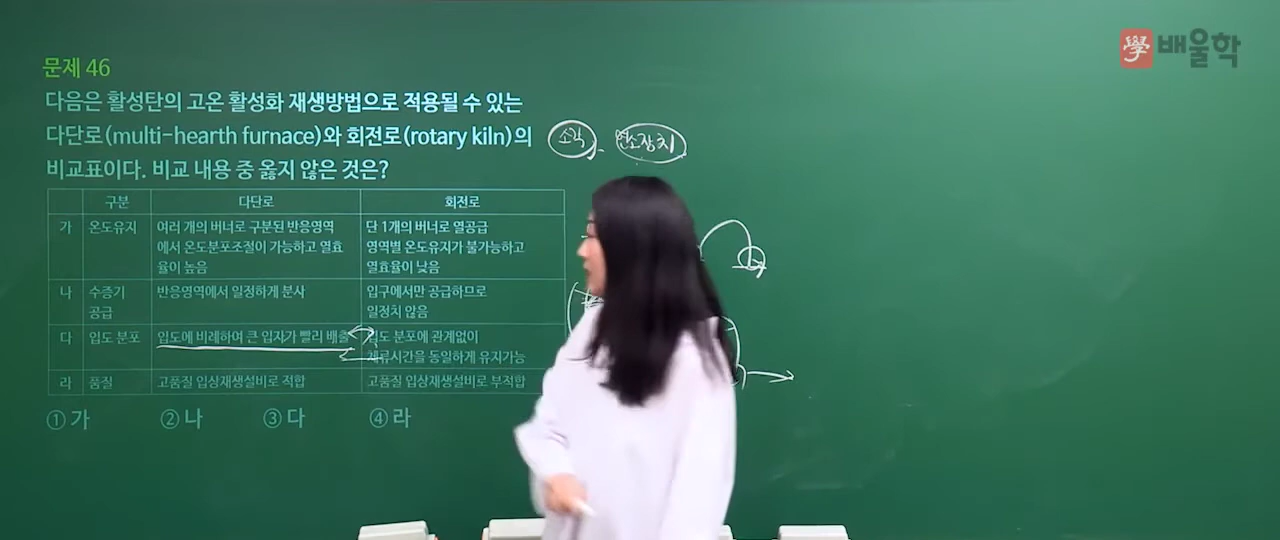 學 배울학
문제 46
다음은 활성탄의 고온 활성화 재생방법으로 적용될 수 있는
다단로(multi-hearth furnace)와 회전로(rotary kiln)의
소각
연소장치
비교표이다. 비교 내용 중 옳지 않은 것은?
구분 다단로 회전로
가 온도유지 여러 개의 버너로 구분된 반응영역 단 1개의 버너로 열공급
에서 온도분포조절이 가능하고 열효 영역별 온도유지가 불가능하고
율이 높음 열효율이 낮음
나 수증기 반응영역에서 일정하게 분사 입구에서만 공급하므로
공급 일정치 않음
다 입도 분포 입도에 비례하여 큰 입자가 빨리 배출 입도 분포에 관계없이
체류시간을 동일하게 유지가능
라 품질 고품질 입상재생설비로 적합 고품질 입상재생설비로 부적합
① 가 ② 나 ③ 다 ④ 라